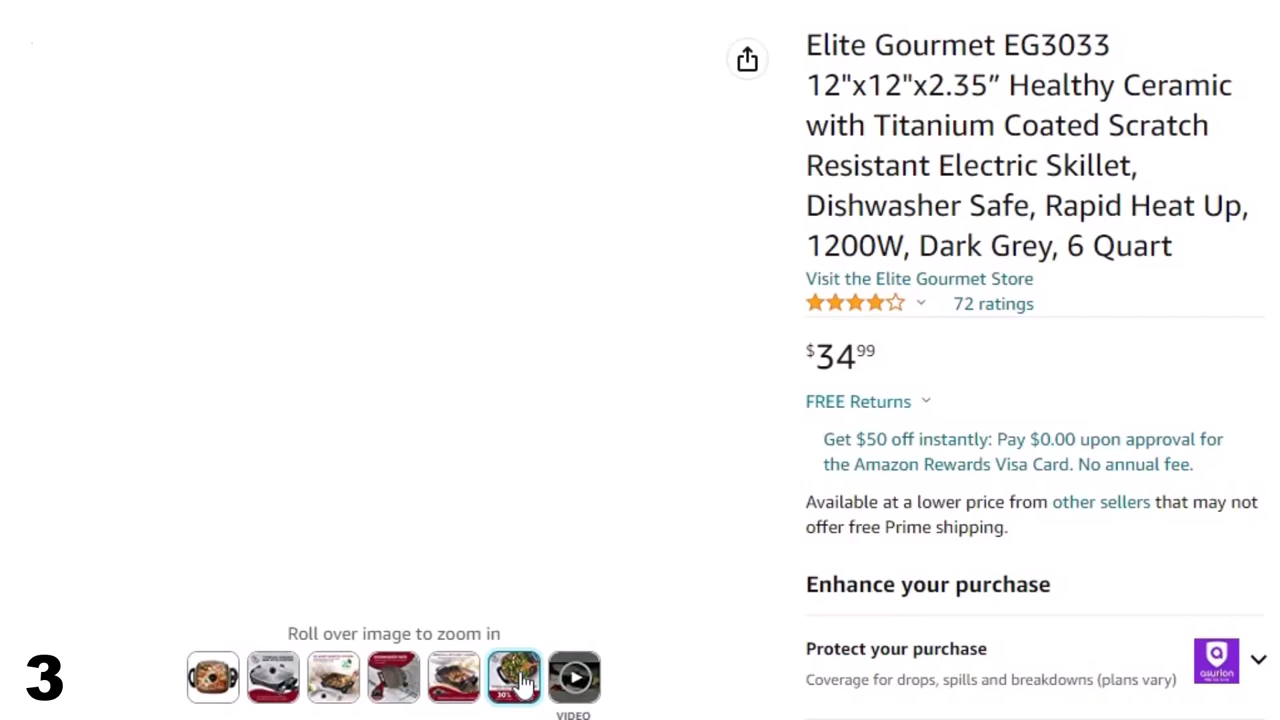 Elite Gourmet EG3033
12"x12"x2.35” Healthy Ceramic
with Titanium Coated Scratch
Resistant Electric Skillet,
Dishwasher Safe, Rapid Heat Up,
1200W, Dark Grey, 6 Quart
Visit the Elite Gourmet Store
72 ratings
$34.99
FREE Returns
Get $50 off instantly: Pay $0.00 upon approval for
the Amazon Rewards Visa Card. No annual fee.
Available at a lower price from other sellers that may not
offer free Prime shipping.
Enhance your purchase
Protect your purchase
Coverage for drops, spills and breakdowns (plans vary)
asurion
Roll over image to zoom in
30%
VIDEO
3